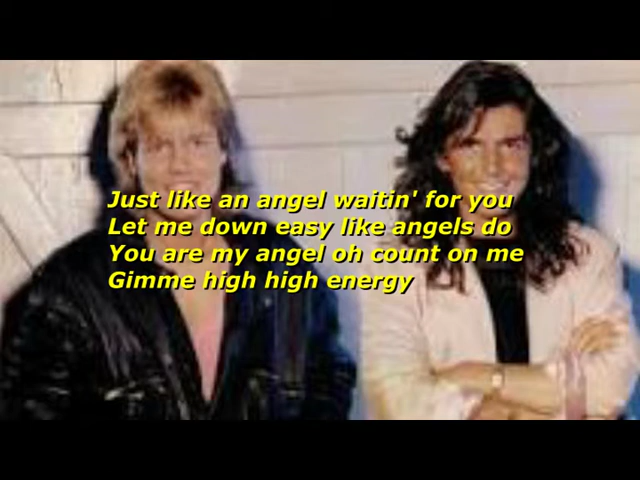 Just like an angel waitin' for you
Let me down easy like angels do
You are my angel oh count on me
Gimme high high energy